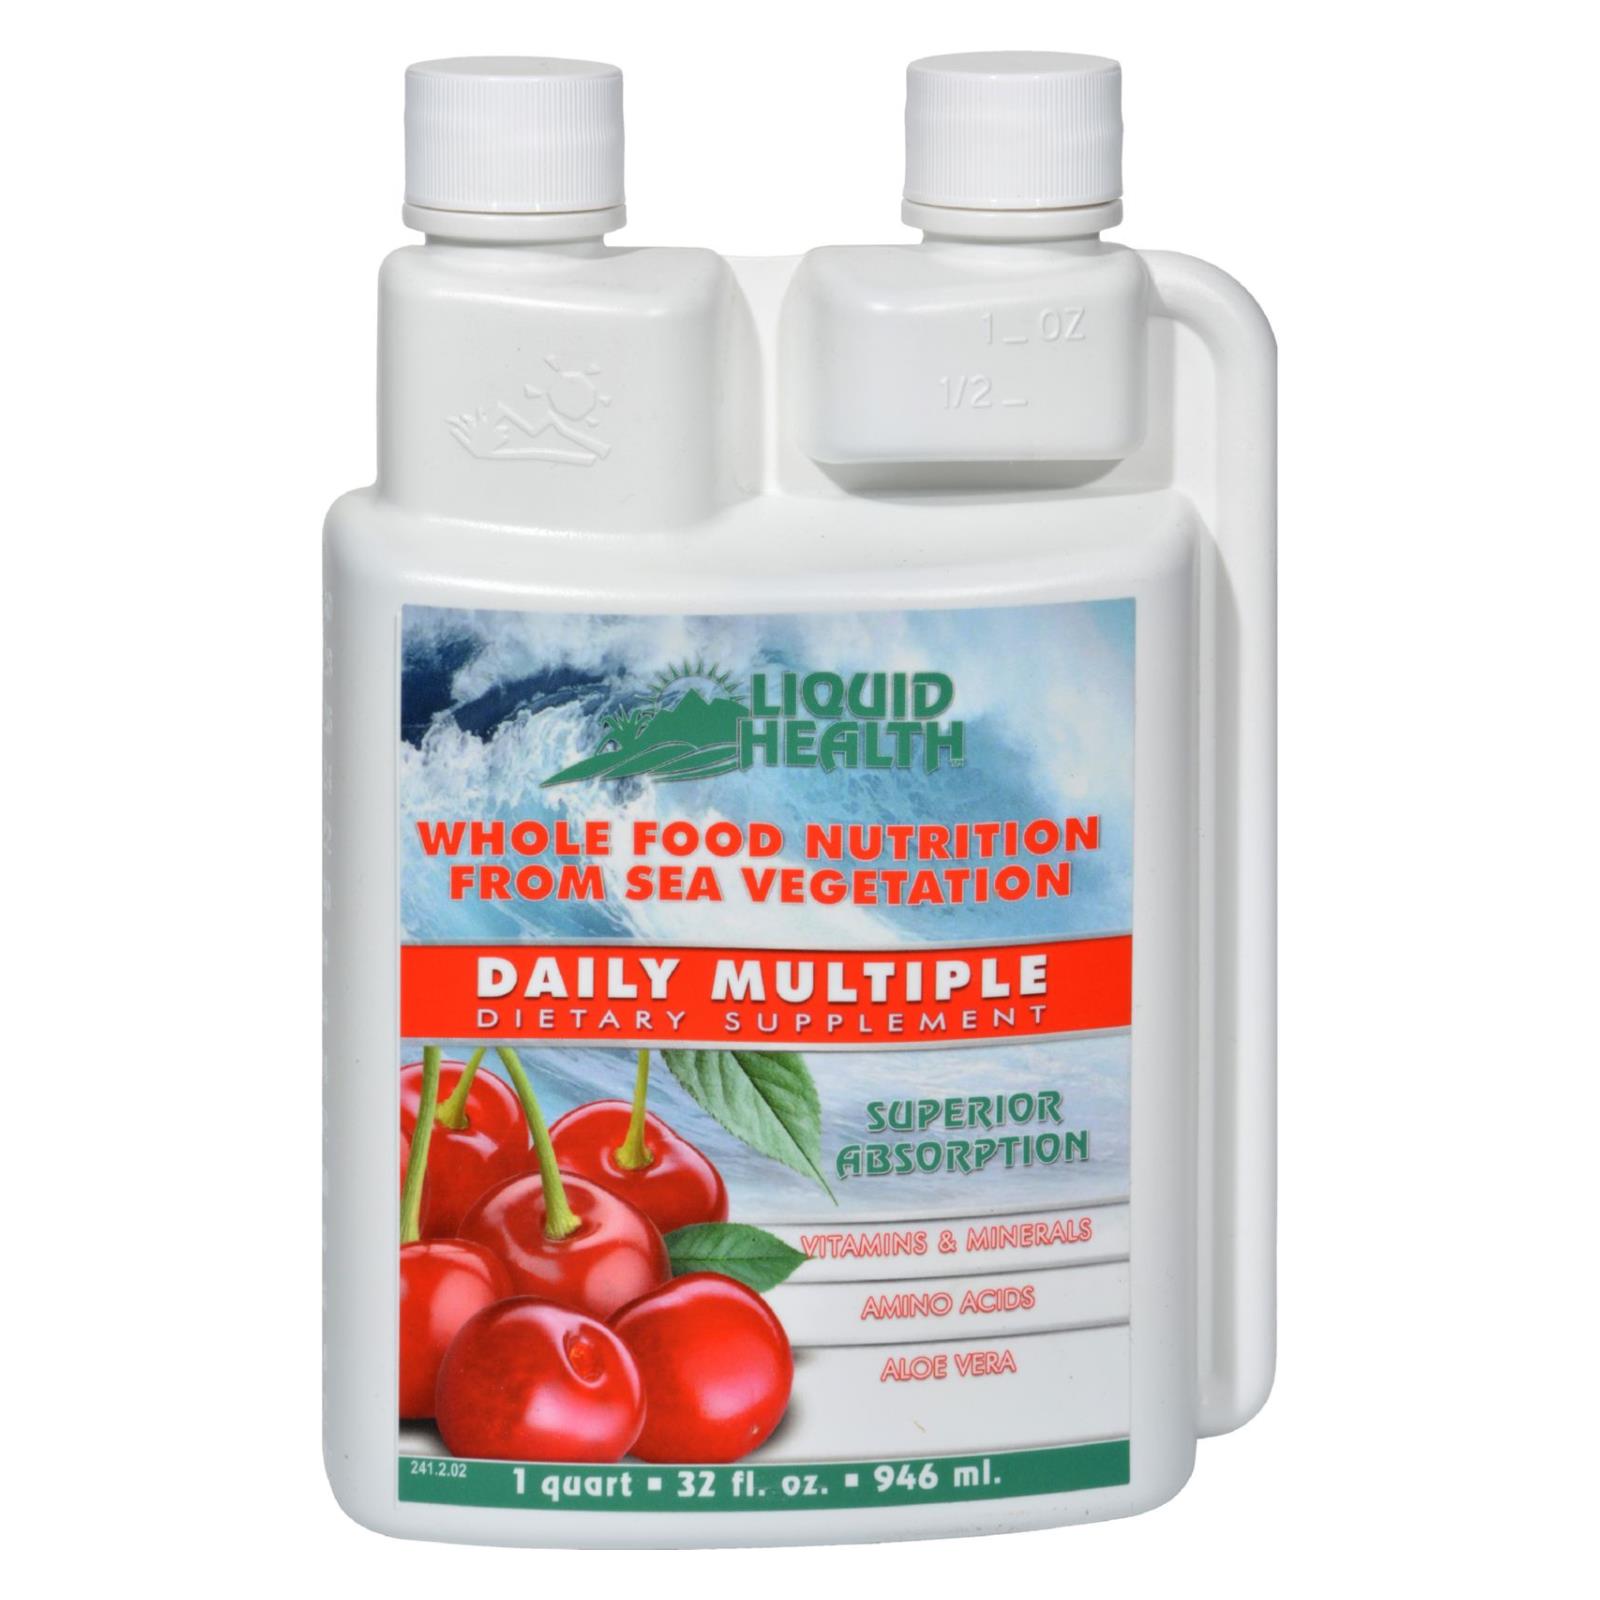 1_ OZ
1/2 _
LIQUID
HEALTH
WHOLE FOOD NUTRITION
FROM SEA VEGETATION
DAILY MULTIPLE
DIETARY SUPPLEMENT
SUPERIOR
ABSORPTION
VITAMINS & MINERALS
AMINO ACIDS
ALOE VERA
241.2.02
1 quart ▪ 32 fl. oz. ▪ 946 ml.